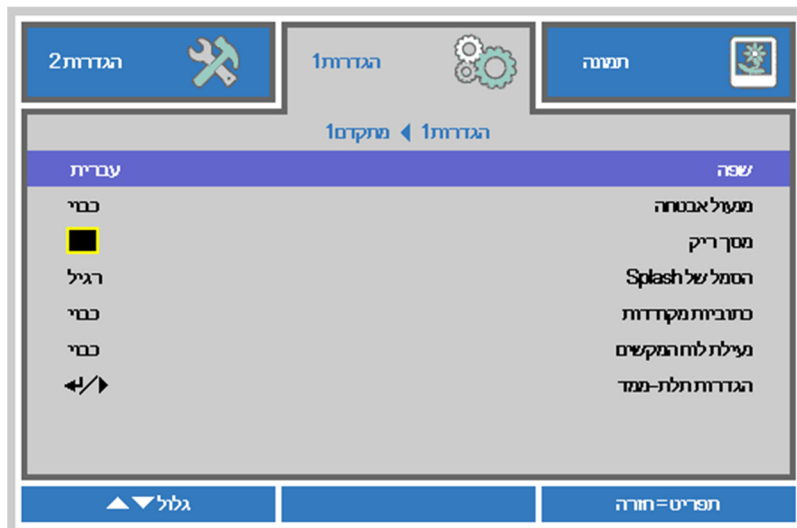 תמונה
הגדרות1
הגדרות2
הגדרות1 ◀ מתקדם1
שפה עברית
מנעול אבטחה כבוי
מסך ריק
הסמל של Splash רגיל
כתוביות מקודדות כבוי
נעילת לוח המקשים כבוי
הגדרות תלת-ממד ↵/▶
תפריט=חזרה
גלול▼▲